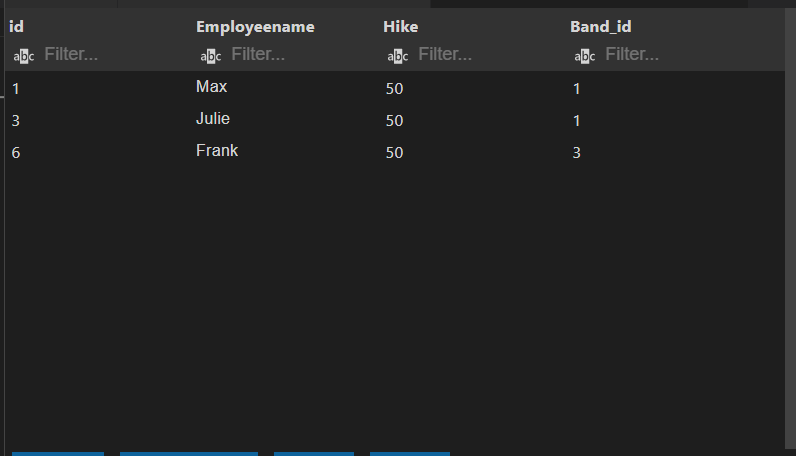 id Employeename Hike Band_id
abc Filter... abc Filter... abc Filter... abc Filter...
1 Max 50 1
3 Julie 50 1
6 Frank 50 3